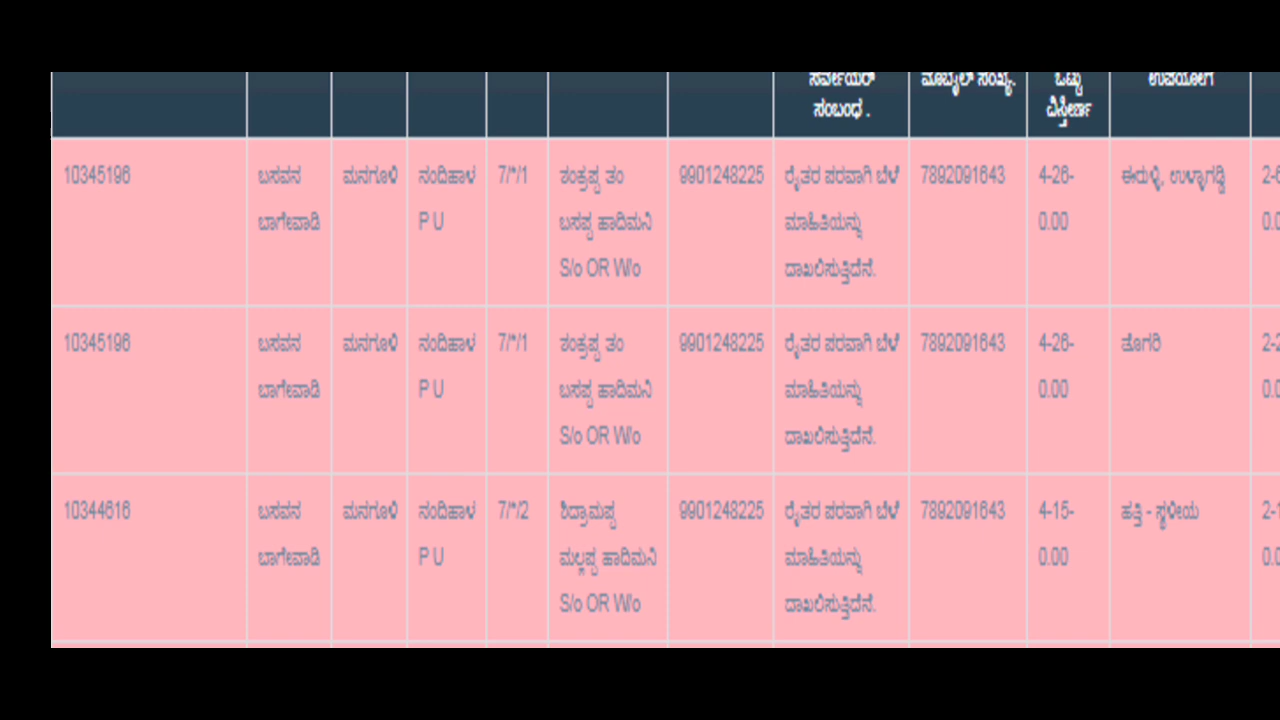 ಸರ್ವೇಯರ್ ಮೊಬೈಲ್ ಸಂಖ್ಯೆ. ಒಟ್ಟು ಉಪಯೋಗ
ಸಂಬಂಧ . ವಿಸ್ತೀರ್ಣ
10345196 ಬಸವನ ಮನಗೂಳಿ ನಂದಿಹಾಳ 7/*/1 ಶಂಕ್ರಪ್ಪ ತಂ 9901248225 ರೈತರ ಪರವಾಗಿ ಬೆಳೆ 7892091643 4-26- ಈರುಳ್ಳಿ, ಉಳ್ಳಾಗಡ್ಡಿ
ಬಾಗೇವಾಡಿ P U ಬಸಪ್ಪ ಹಾದಿಮನಿ ಮಾಹಿತಿಯನ್ನು 0.00
S/o OR W/o ದಾಖಲಿಸುತ್ತಿದೆನೆ.
10345196 ಬಸವನ ಮನಗೂಳಿ ನಂದಿಹಾಳ 7/*/1 ಶಂಕ್ರಪ್ಪ ತಂ 9901248225 ರೈತರ ಪರವಾಗಿ ಬೆಳೆ 7892091643 4-26- ತೊಗರಿ
ಬಾಗೇವಾಡಿ P U ಬಸಪ್ಪ ಹಾದಿಮನಿ ಮಾಹಿತಿಯನ್ನು 0.00
S/o OR W/o ದಾಖಲಿಸುತ್ತಿದೆನೆ.
10344616 ಬಸವನ ಮನಗೂಳಿ ನಂದಿಹಾಳ 7/*/2 ಶಿದ್ರಾಮಪ್ಪ 9901248225 ರೈತರ ಪರವಾಗಿ ಬೆಳೆ 7892091643 4-15- ಹತ್ತಿ - ಸ್ಥಳೀಯ
ಬಾಗೇವಾಡಿ P U ಮಲ್ಲಪ್ಪ ಹಾದಿಮನಿ ಮಾಹಿತಿಯನ್ನು 0.00
S/o OR W/o ದಾಖಲಿಸುತ್ತಿದೆನೆ.